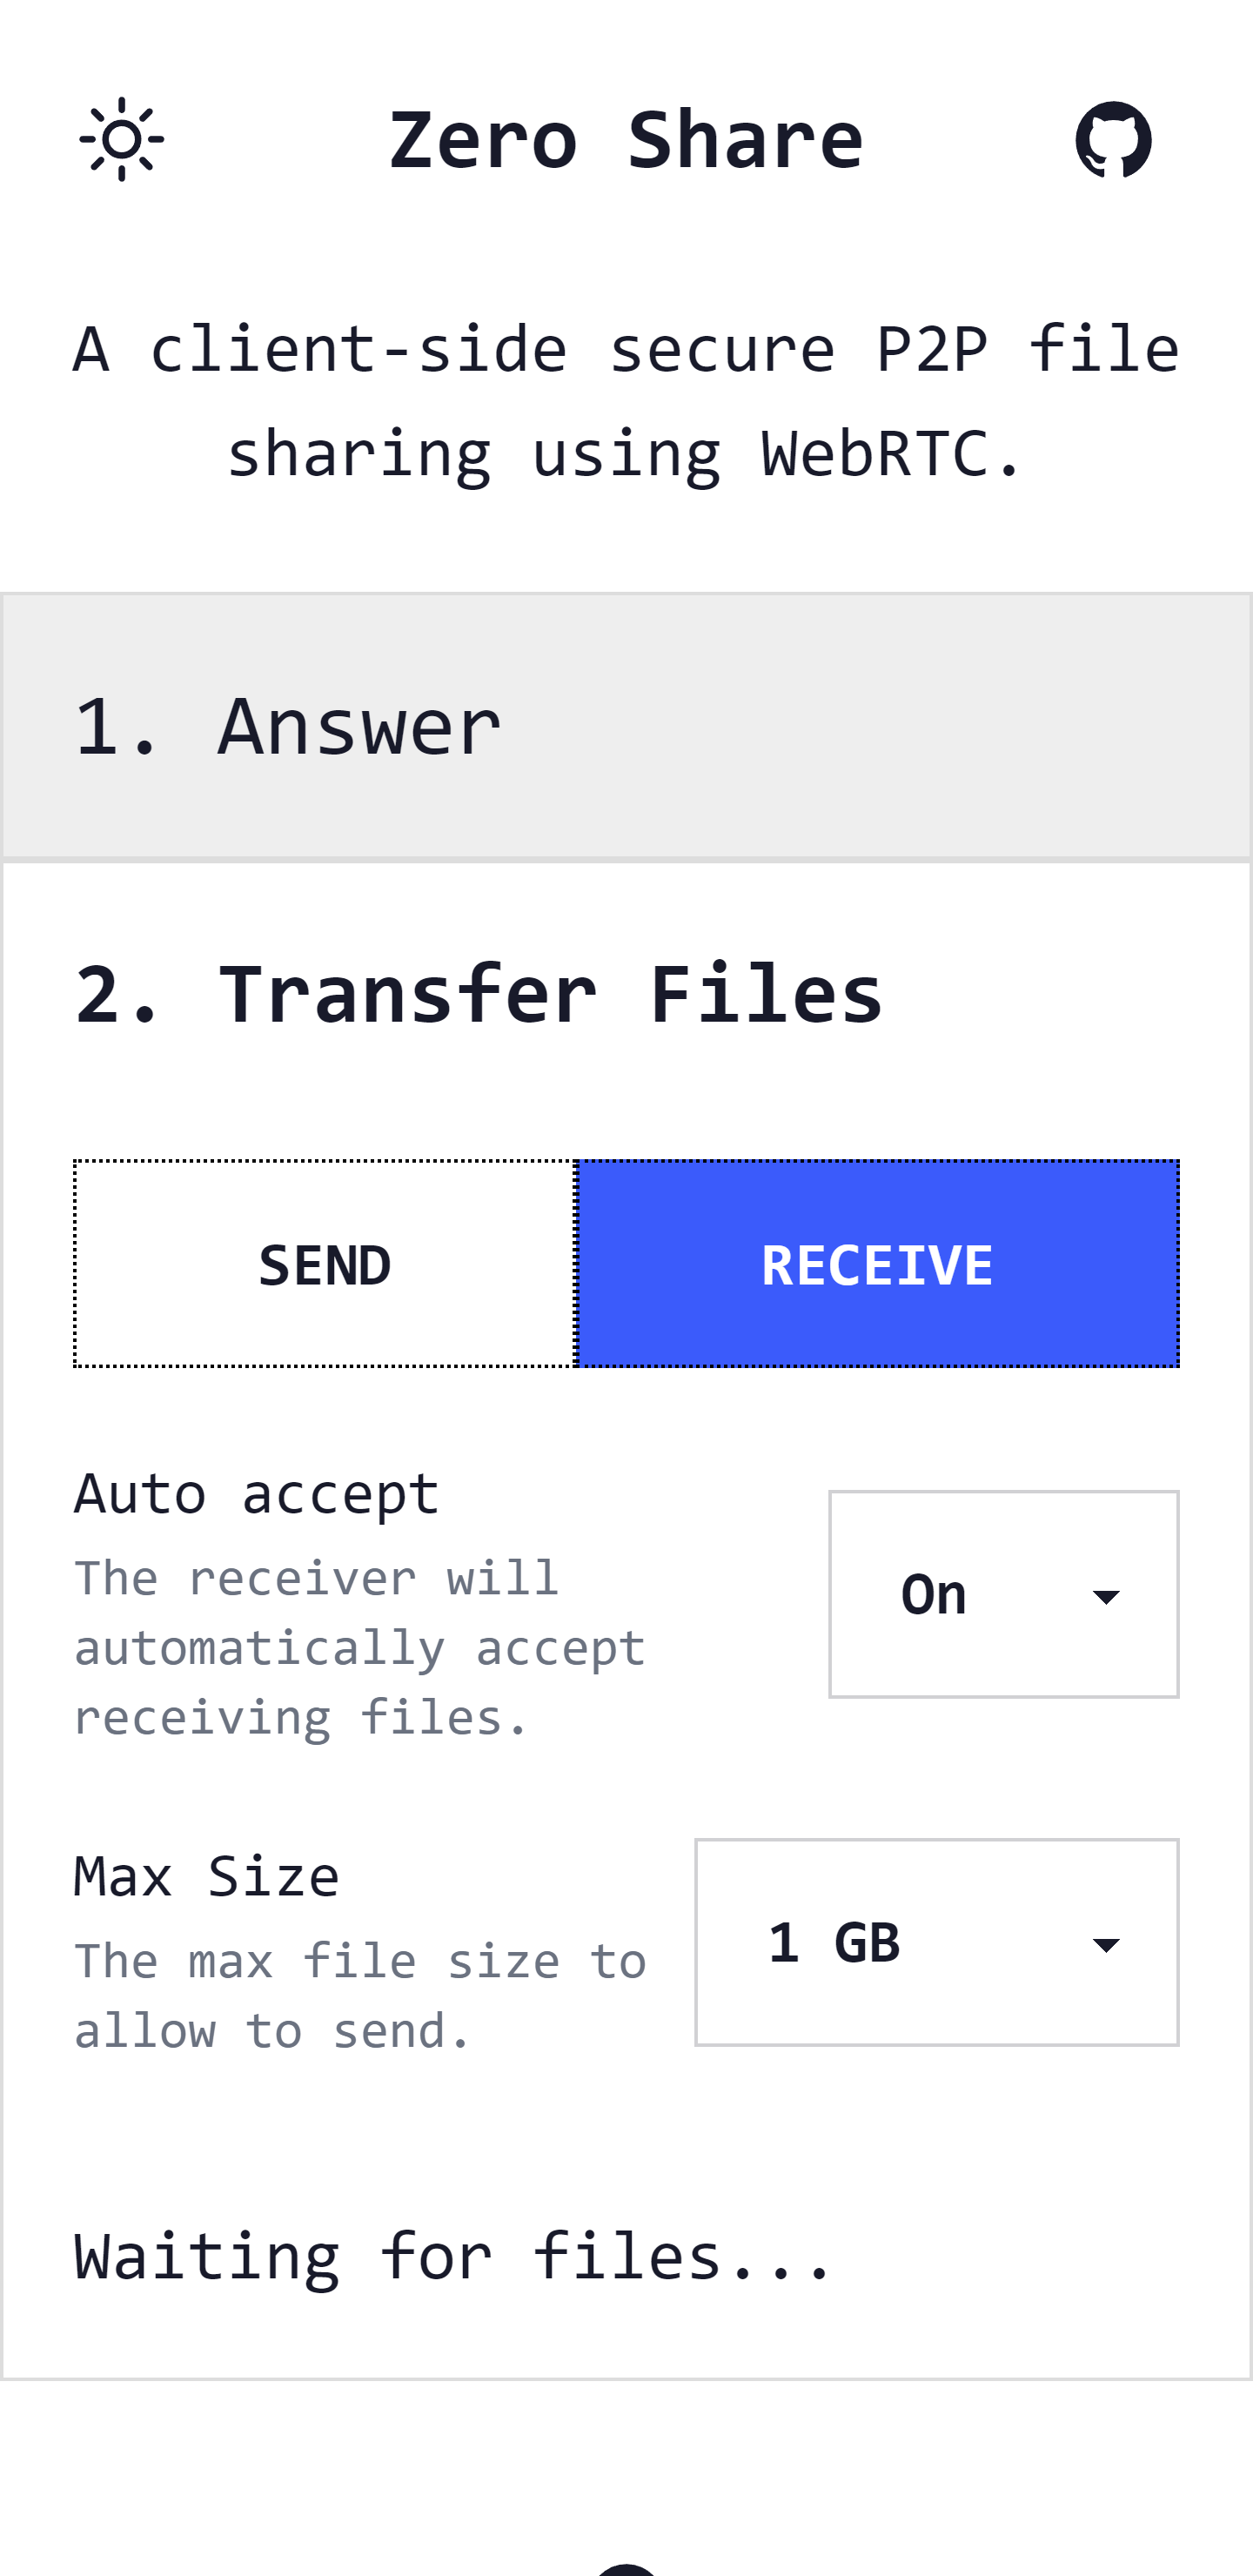 Zero Share
A client-side secure P2P file
sharing using WebRTC.
1. Answer
2. Transfer Files
SEND
RECEIVE
Auto accept
The receiver will
automatically accept
receiving files.
On
Max Size
The max file size to
allow to send.
1 GB
Waiting for files...